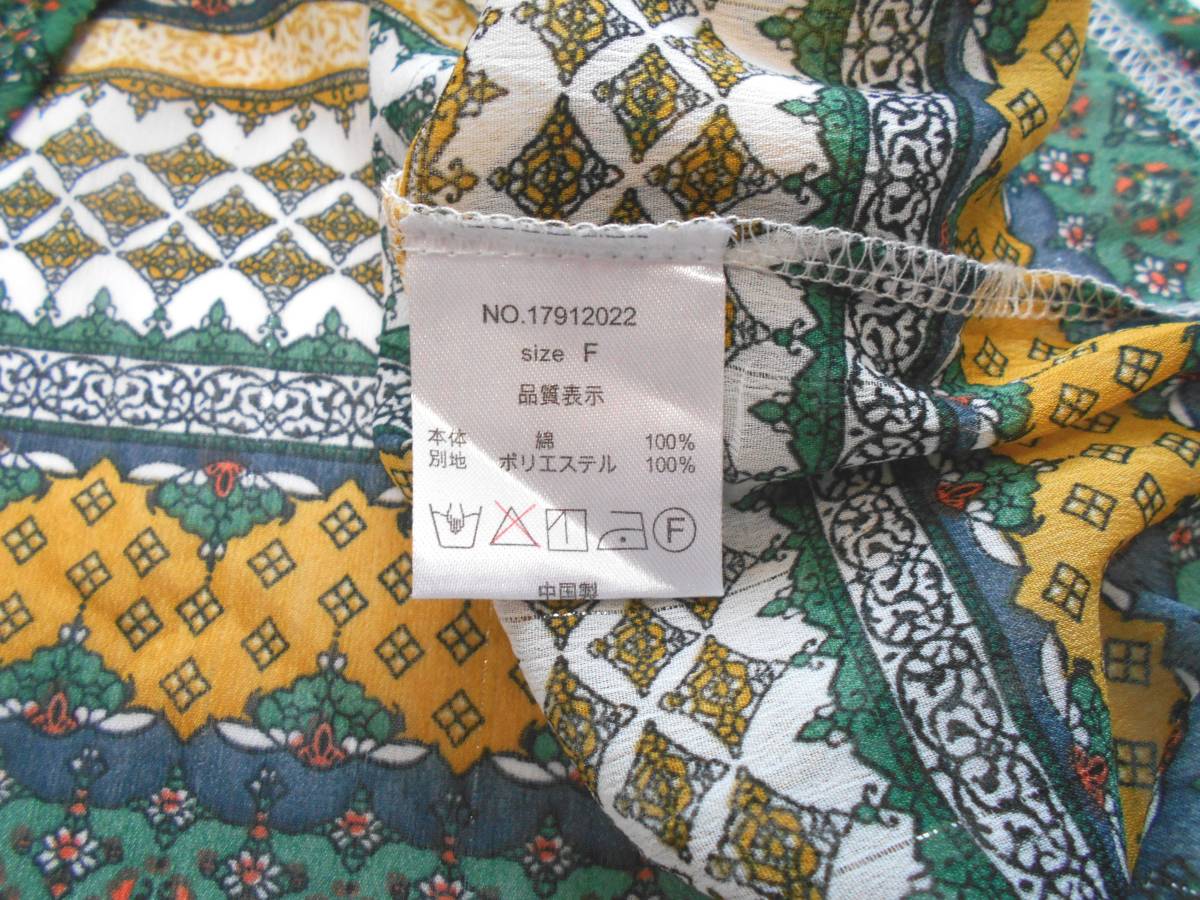 NO.17912022
size F
品質表示
本体 綿 100%
別地 ポリエステル 100%
F
中国製